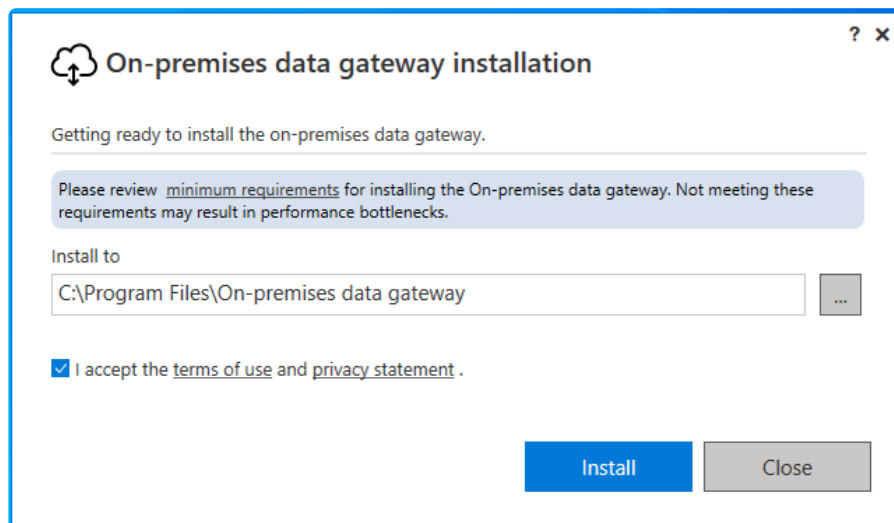 ? ×
On-premises data gateway installation
Getting ready to install the on-premises data gateway.
Please review minimum requirements for installing the On-premises data gateway. Not meeting these
requirements may result in performance bottlenecks.
Install to
C:\Program Files\On-premises data gateway
...
I accept the terms of use and privacy statement .
Install
Close